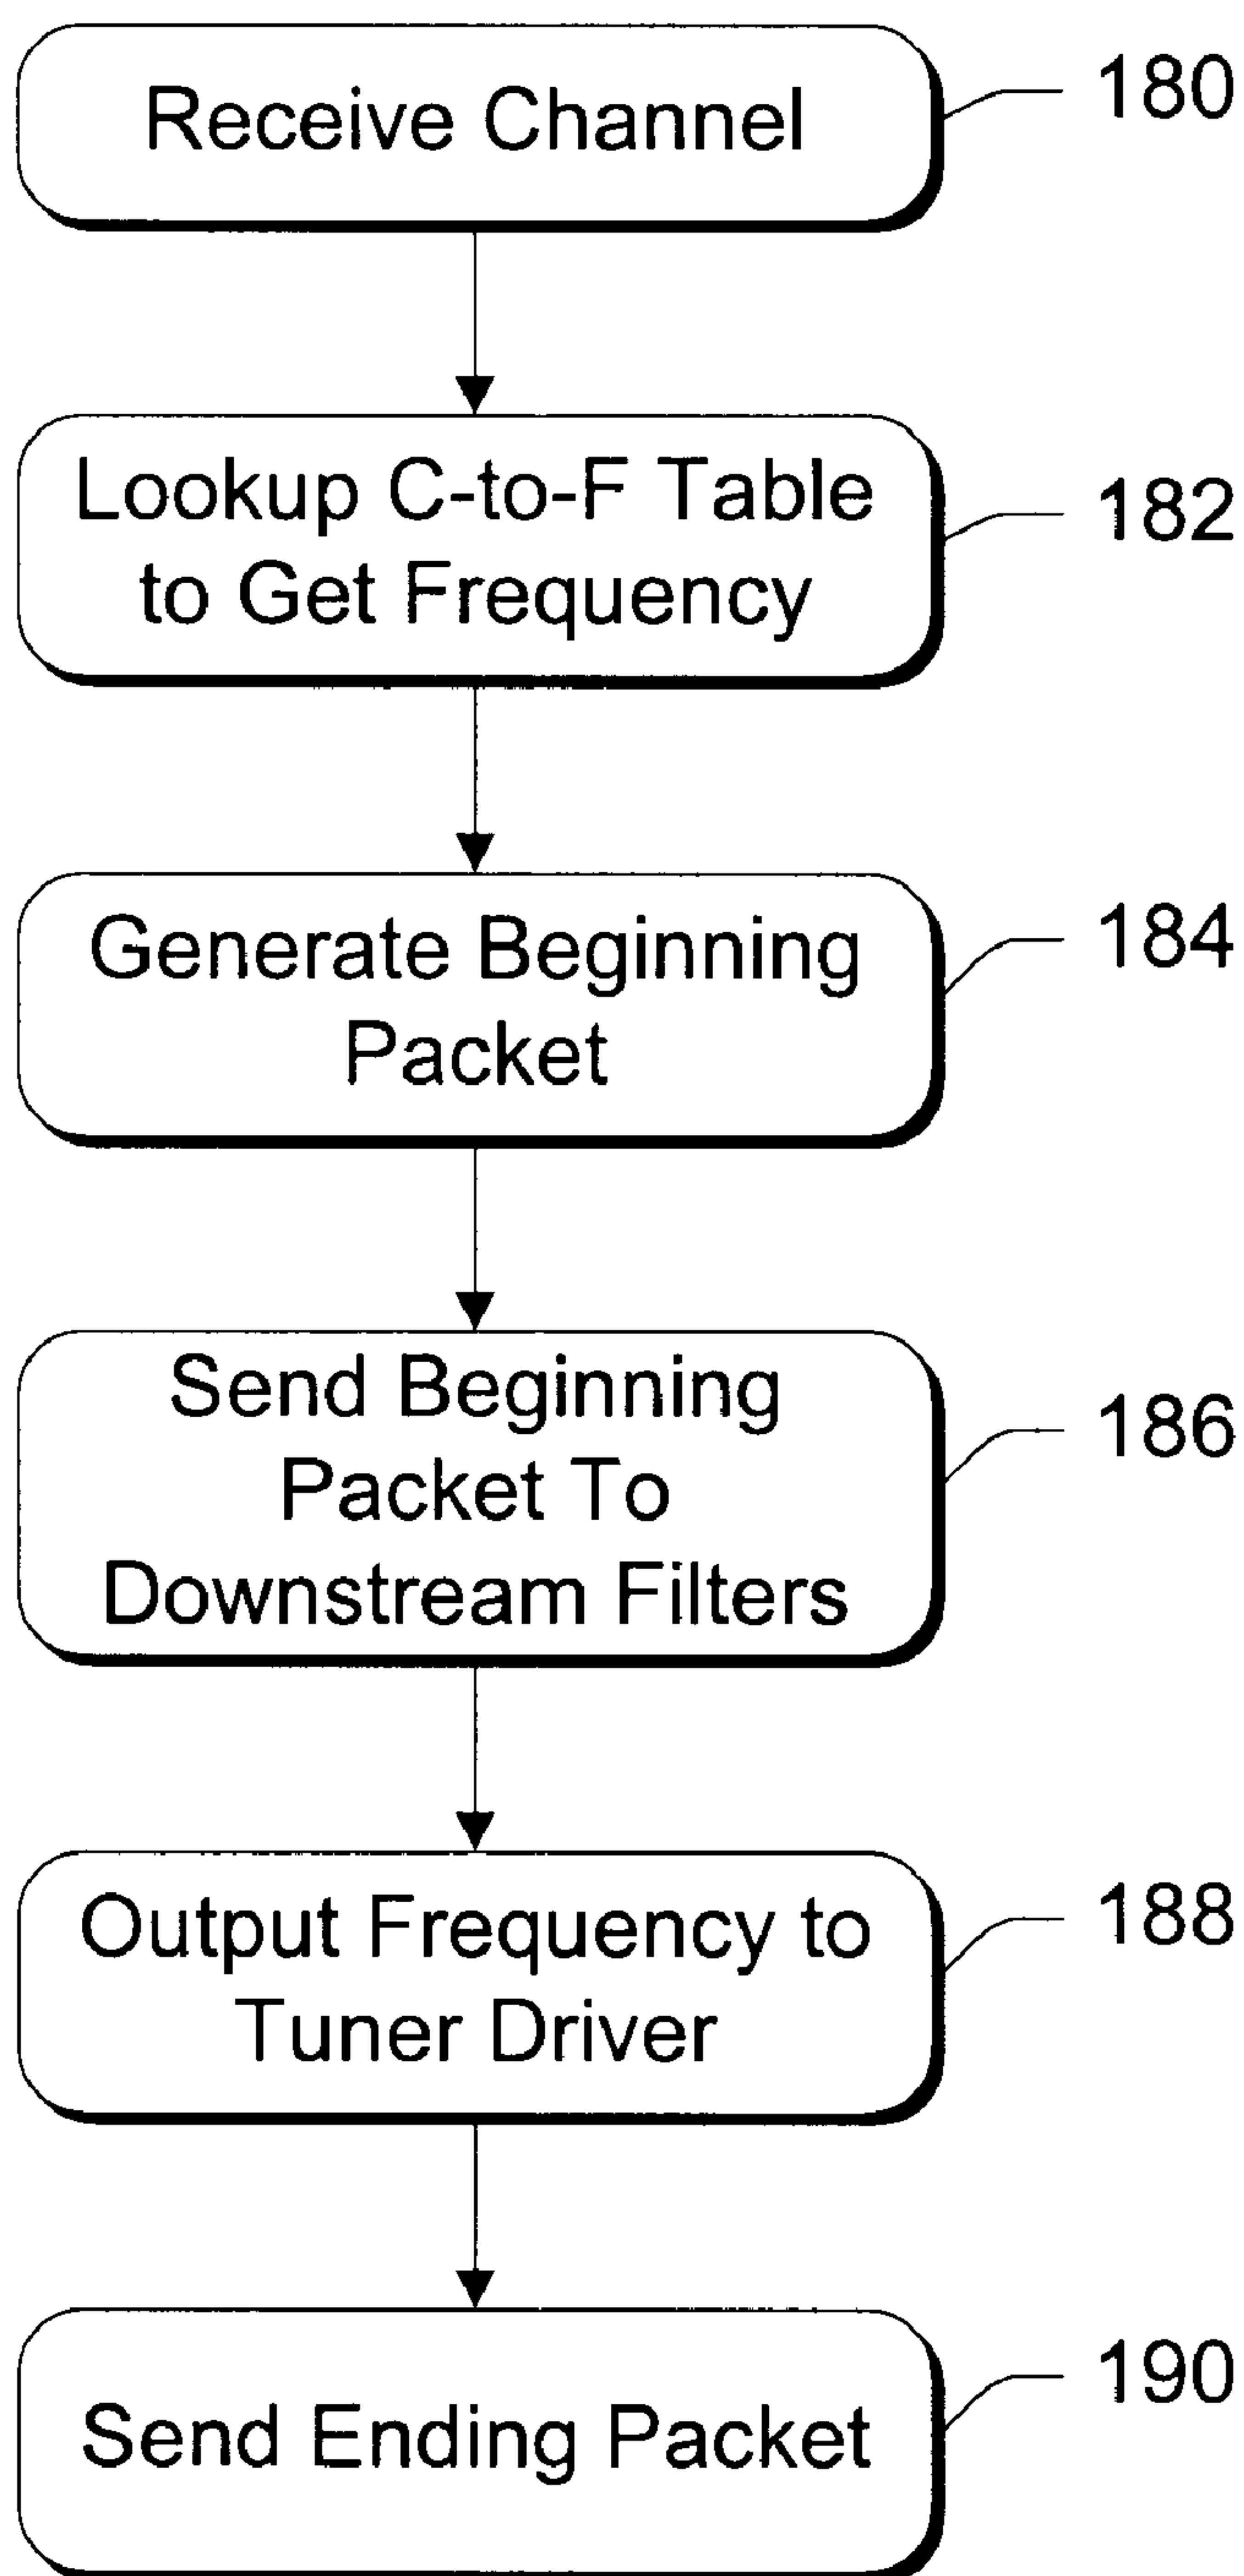 Receive Channel
180
Lookup C-to-F Table
to Get Frequency
182
Generate Beginning
Packet
184
Send Beginning
Packet To
Downstream Filters
186
Output Frequency to
Tuner Driver
188
Send Ending Packet
190